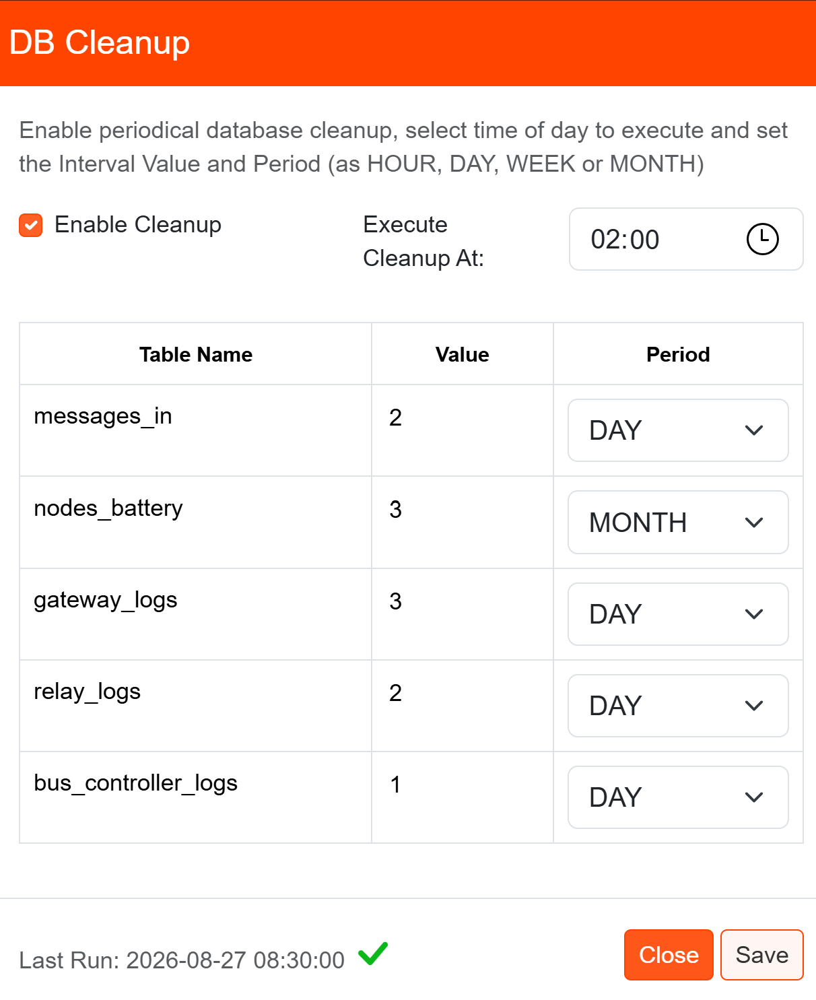 DB Cleanup
Enable periodical database cleanup, select time of day to execute and set
the Interval Value and Period (as HOUR, DAY, WEEK or MONTH)
Enable Cleanup
Execute
Cleanup At:
02:00
Table Name Value Period
messages_in 2 DAY
nodes_battery 3 MONTH
gateway_logs 3 DAY
relay_logs 2 DAY
bus_controller_logs 1 DAY
Last Run: 2026-08-27 08:30:00
Close Save